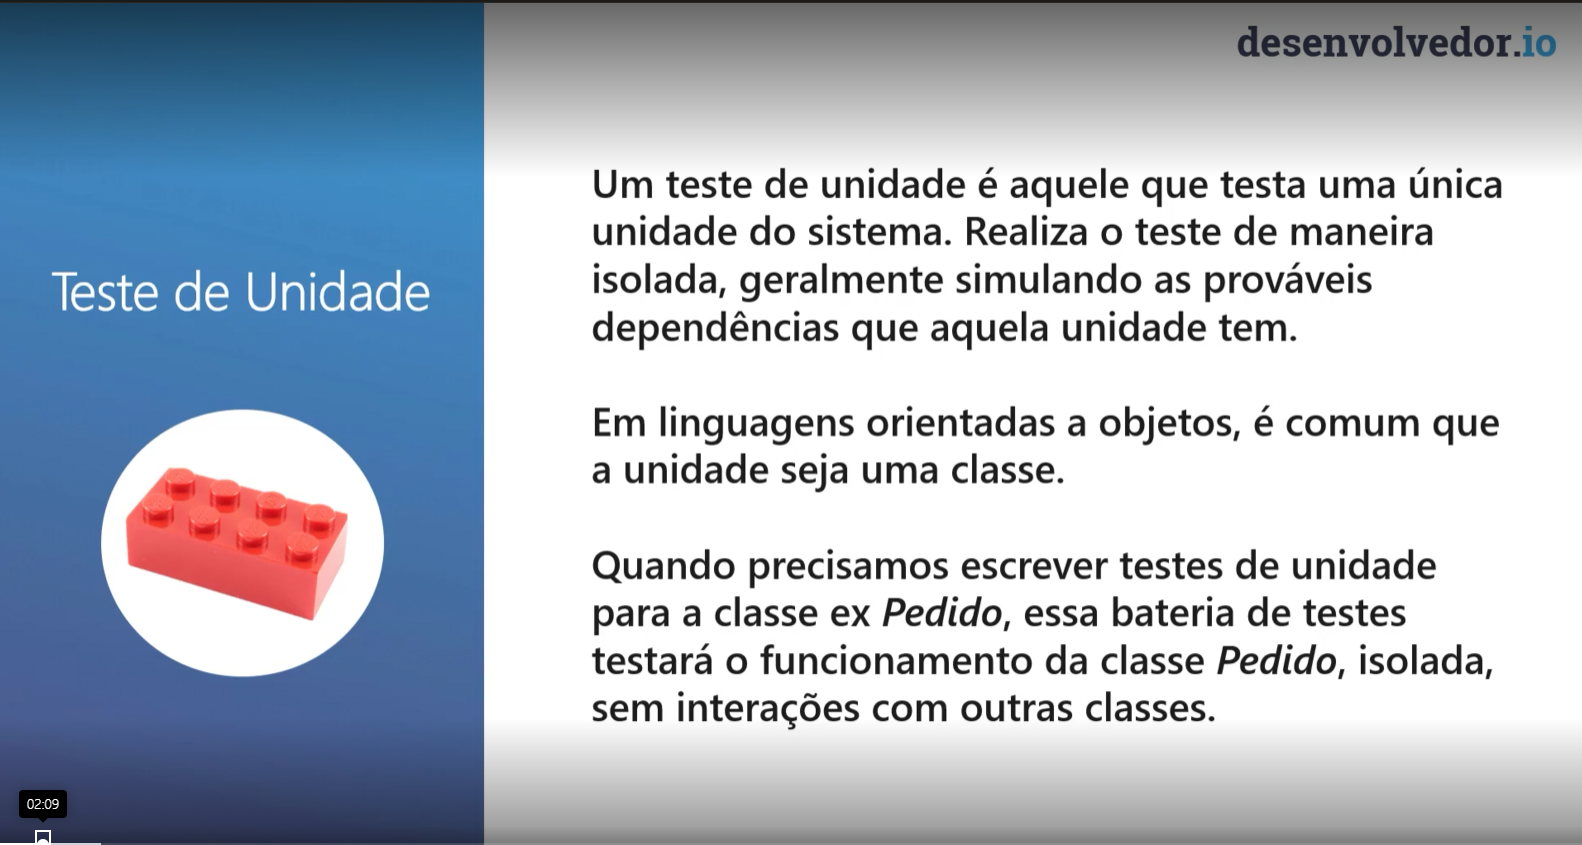 desenvolvedor.io
Teste de Unidade
Um teste de unidade é aquele que testa uma única
unidade do sistema. Realiza o teste de maneira
isolada, geralmente simulando as prováveis
dependências que aquela unidade tem.
Em linguagens orientadas a objetos, é comum que
a unidade seja uma classe.
Quando precisamos escrever testes de unidade
para a classe ex Pedido, essa bateria de testes
testará o funcionamento da classe Pedido, isolada,
sem interações com outras classes.
02:09